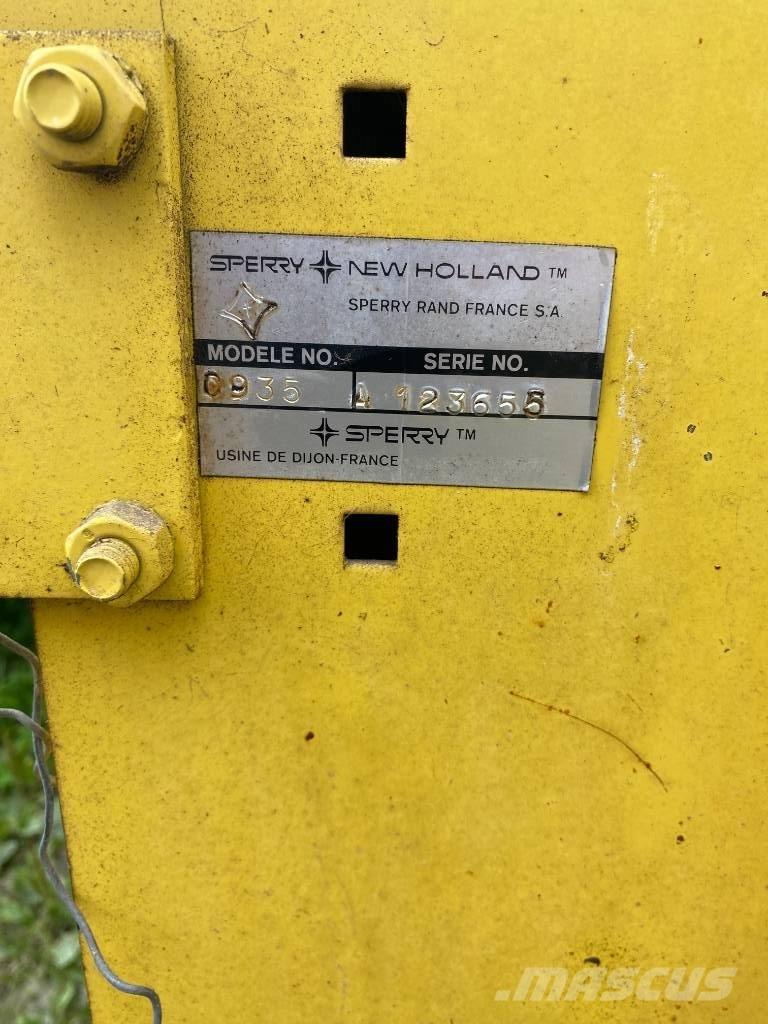 SPERRY NEW HOLLAND TM
SPERRY RAND FRANCE S.A.
MODELE NO. SERIE NO.
C935 A 123655
SPERRY TM
USINE DE DIJON-FRANCE
MASCUS